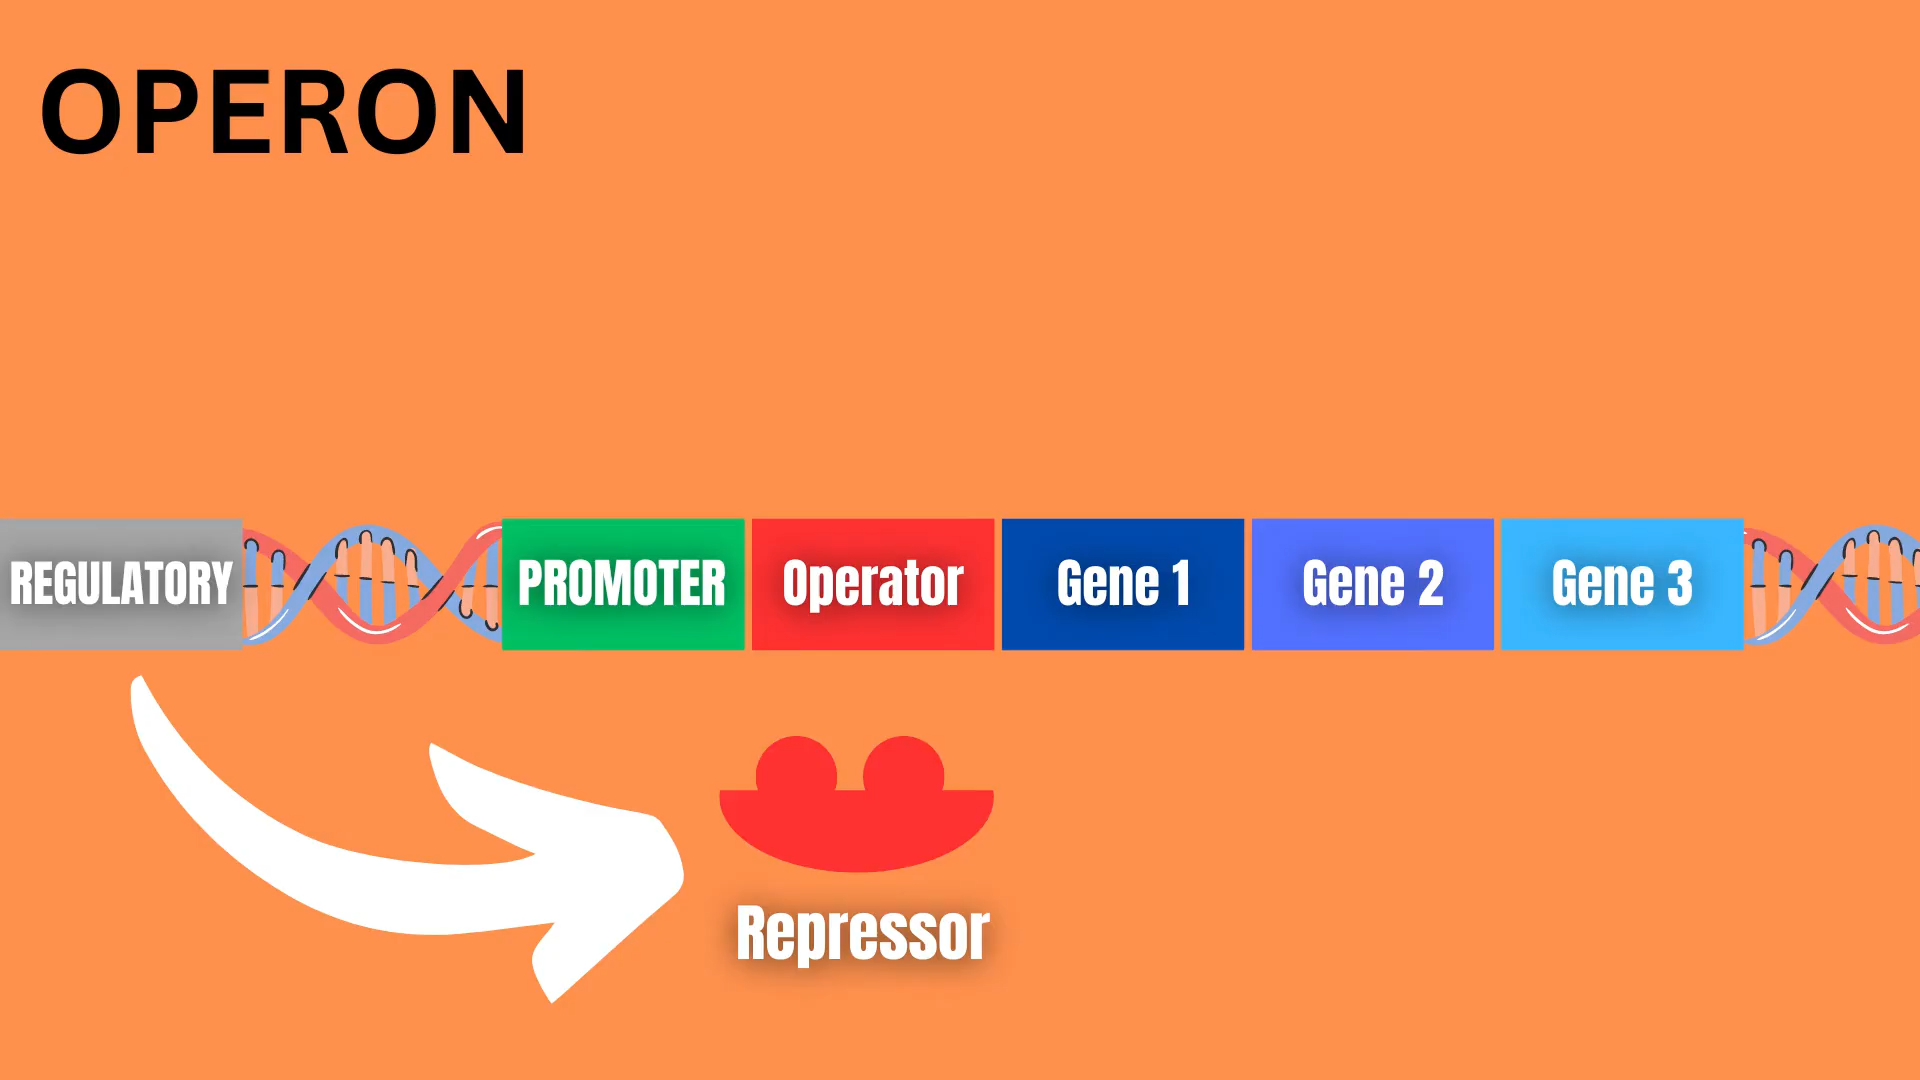 OPERON
REGULATORY
PROMOTER
Operator
Gene 1
Gene 2
Gene 3
Repressor